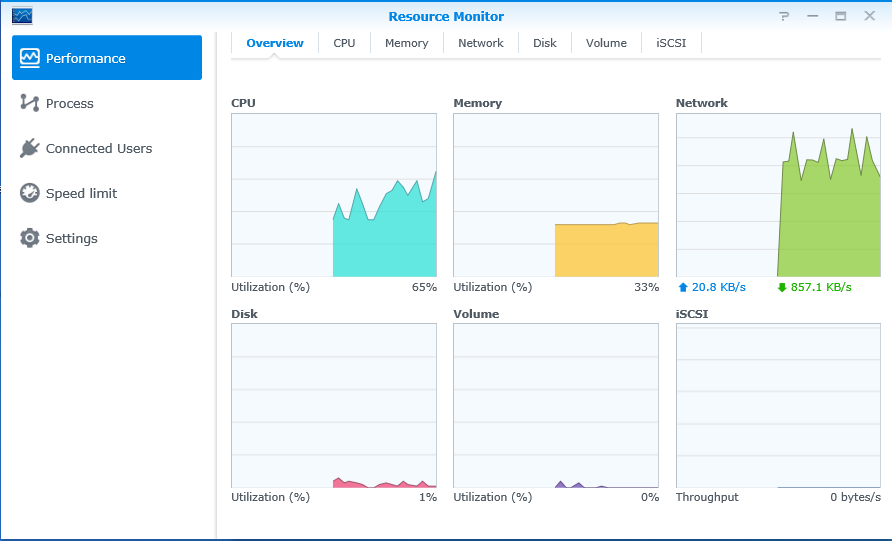 Resource Monitor
Performance
Process
Connected Users
Speed limit
Settings
Overview CPU Memory Network Disk Volume iSCSI
CPU Memory Network
Utilization (%) 65% Utilization (%) 33% 20.8 KB/s 857.1 KB/s
Disk Volume iSCSI
Utilization (%) 1% Utilization (%) 0% Throughput 0 bytes/s